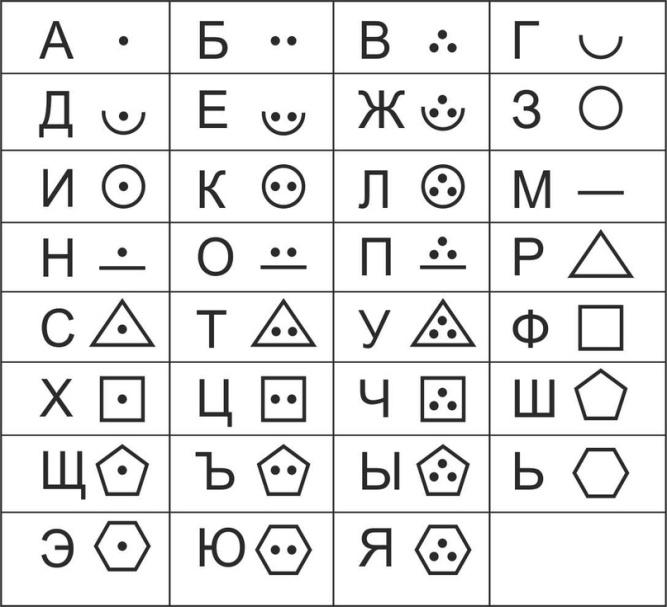 А Б В Г
Д Е Ж З
И К Л М
Н О П Р
С Т У Ф
Х Ц Ч Ш
Щ Ъ Ы Ь
Э Ю Я